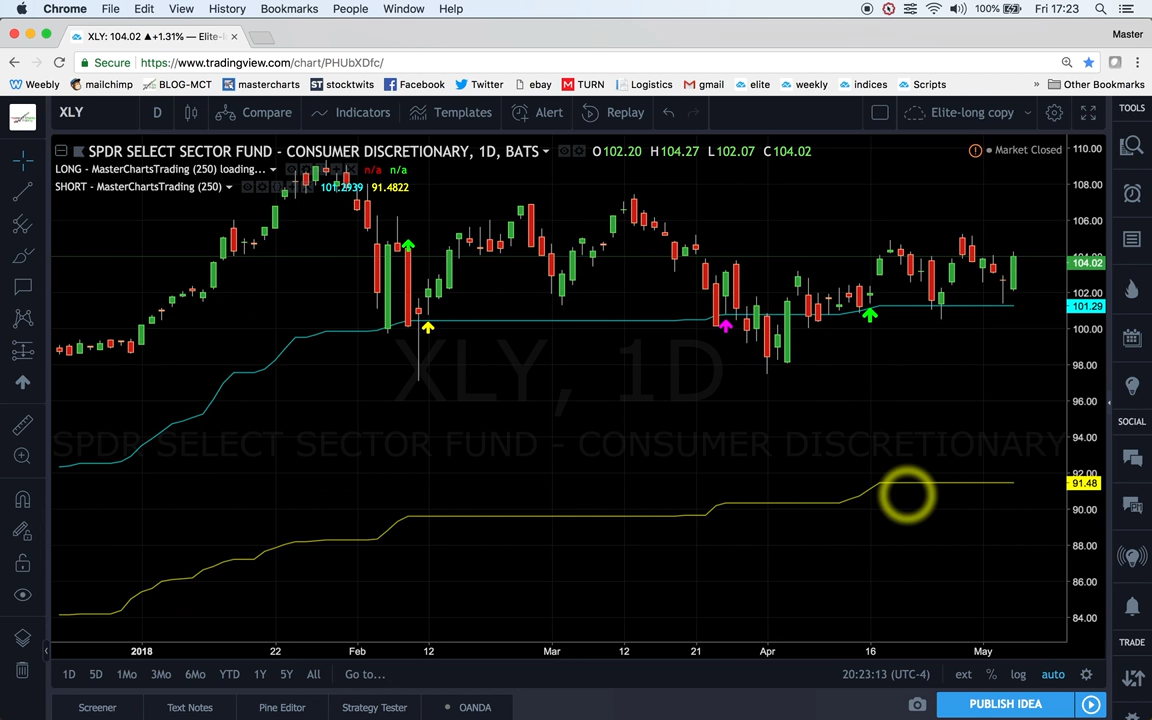 Chrome File Edit View History Bookmarks People Window Help 100% Fri 17:23
XLY: 104.02 ▲+1.31% — Elite-l × Master
Secure https://www.tradingview.com/chart/PHUbXDfc/
Weebly mailchimp BLOG-MCT mastercharts ST stocktwits Facebook Twitter ebay TURN Logistics gmail elite weekly indices Scripts » Other Bookmarks
XLY D Compare Indicators Templates Alert Replay Elite-long copy TOOLS
SPDR SELECT SECTOR FUND - CONSUMER DISCRETIONARY, 1D, BATS O102.20 H104.27 L102.07 C104.02 Market Closed
LONG - MasterChartsTrading (250) loading... n/a n/a
SHORT - MasterChartsTrading (250) 101.2939 91.4822
110.00
108.00
106.00
104.02
102.00
101.29
100.00
98.00
96.00
94.00
92.00
91.48
90.00
88.00
86.00
84.00
XLY, 1D
SPDR SELECT SECTOR FUND - CONSUMER DISCRETIONARY
SOCIAL
TRADE
2018 22 Feb 12 Mar 12 21 Apr 16 May
1D 5D 1Mo 3Mo 6Mo YTD 1Y 5Y All Go to... 20:23:13 (UTC-4) ext % log auto
Screener Text Notes Pine Editor Strategy Tester OANDA PUBLISH IDEA